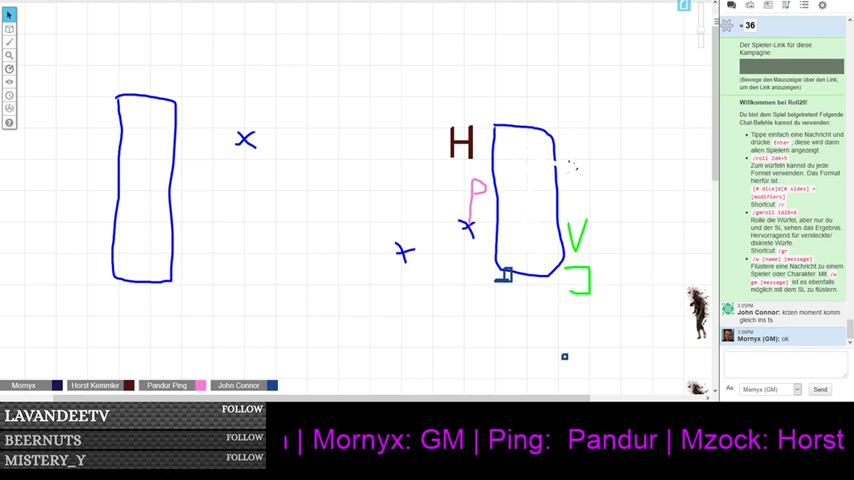 36
Der Spieler-Link für diese
Kampagne:
(Bewege den Mauszeiger über den Link,
um den Link anzuzeigen)
Willkommen bei Roll20!
Du bist dem Spiel beigetreten! Folgende
Chat-Befehle kannst du verwenden:
Tippe einfach eine Nachricht und
drücke Enter, diese wird dann
allen Spielern angezeigt.
/roll 2d4+5
Zum würfeln kannst du jede
Formel verwenden. Das Format
hierfür ist:
[# dice]d[# sides] +
[modifiers]
Shortcut: /r
/gmroll 1d20+6
Rolle die Würfel, aber nur du
und der SL sehen das Ergebnis.
Hervorragend für versteckte/
diskrete Würfe.
Shortcut: /gr
/w [name] [message]
Flüstere eine Nachricht zu einem
Spieler oder Charakter. Mit /w
gm [message] ist es ebenfalls
möglich mit dem SL zu flüstern.
3:05PM
John Connor: krzen moment komm
gleich ins ts
3:06PM
Mornyx (GM): ok
As: Mornyx (GM) Send
x
H
P
x
x
V
J
Mornyx Horst Kemmler Pandur Ping John Connor
LAVANDEETV FOLLOW
BEERNUTS FOLLOW
MISTERY_Y FOLLOW
| Mornyx: GM | Ping: Pandur | Mzock: Horst